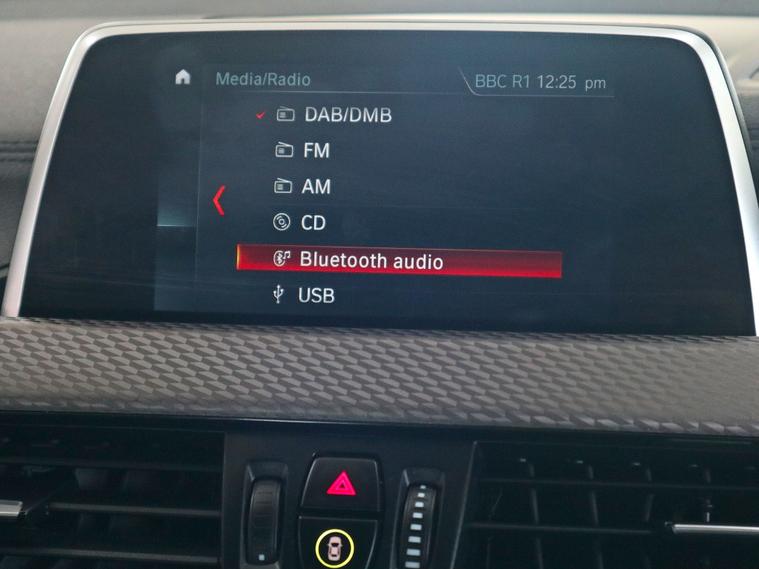 Media/Radio
BBC R1 12:25 pm
DAB/DMB
FM
AM
CD
Bluetooth audio
USB